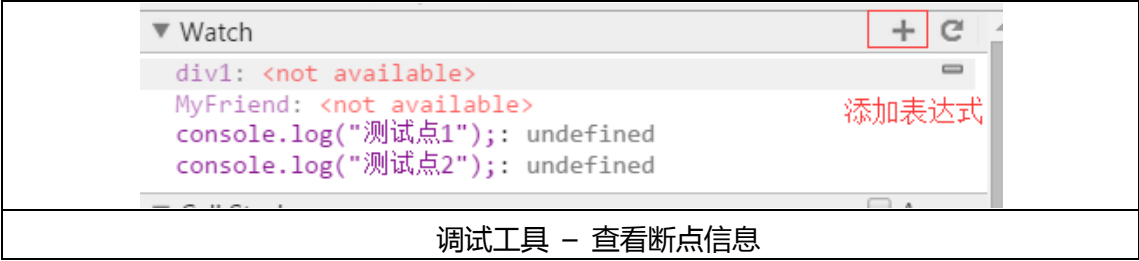 Watch
div1: <not available>
MyFriend: <not available>
添加表达式
console.log("测试点1");: undefined
console.log("测试点2");: undefined
调试工具 – 查看断点信息